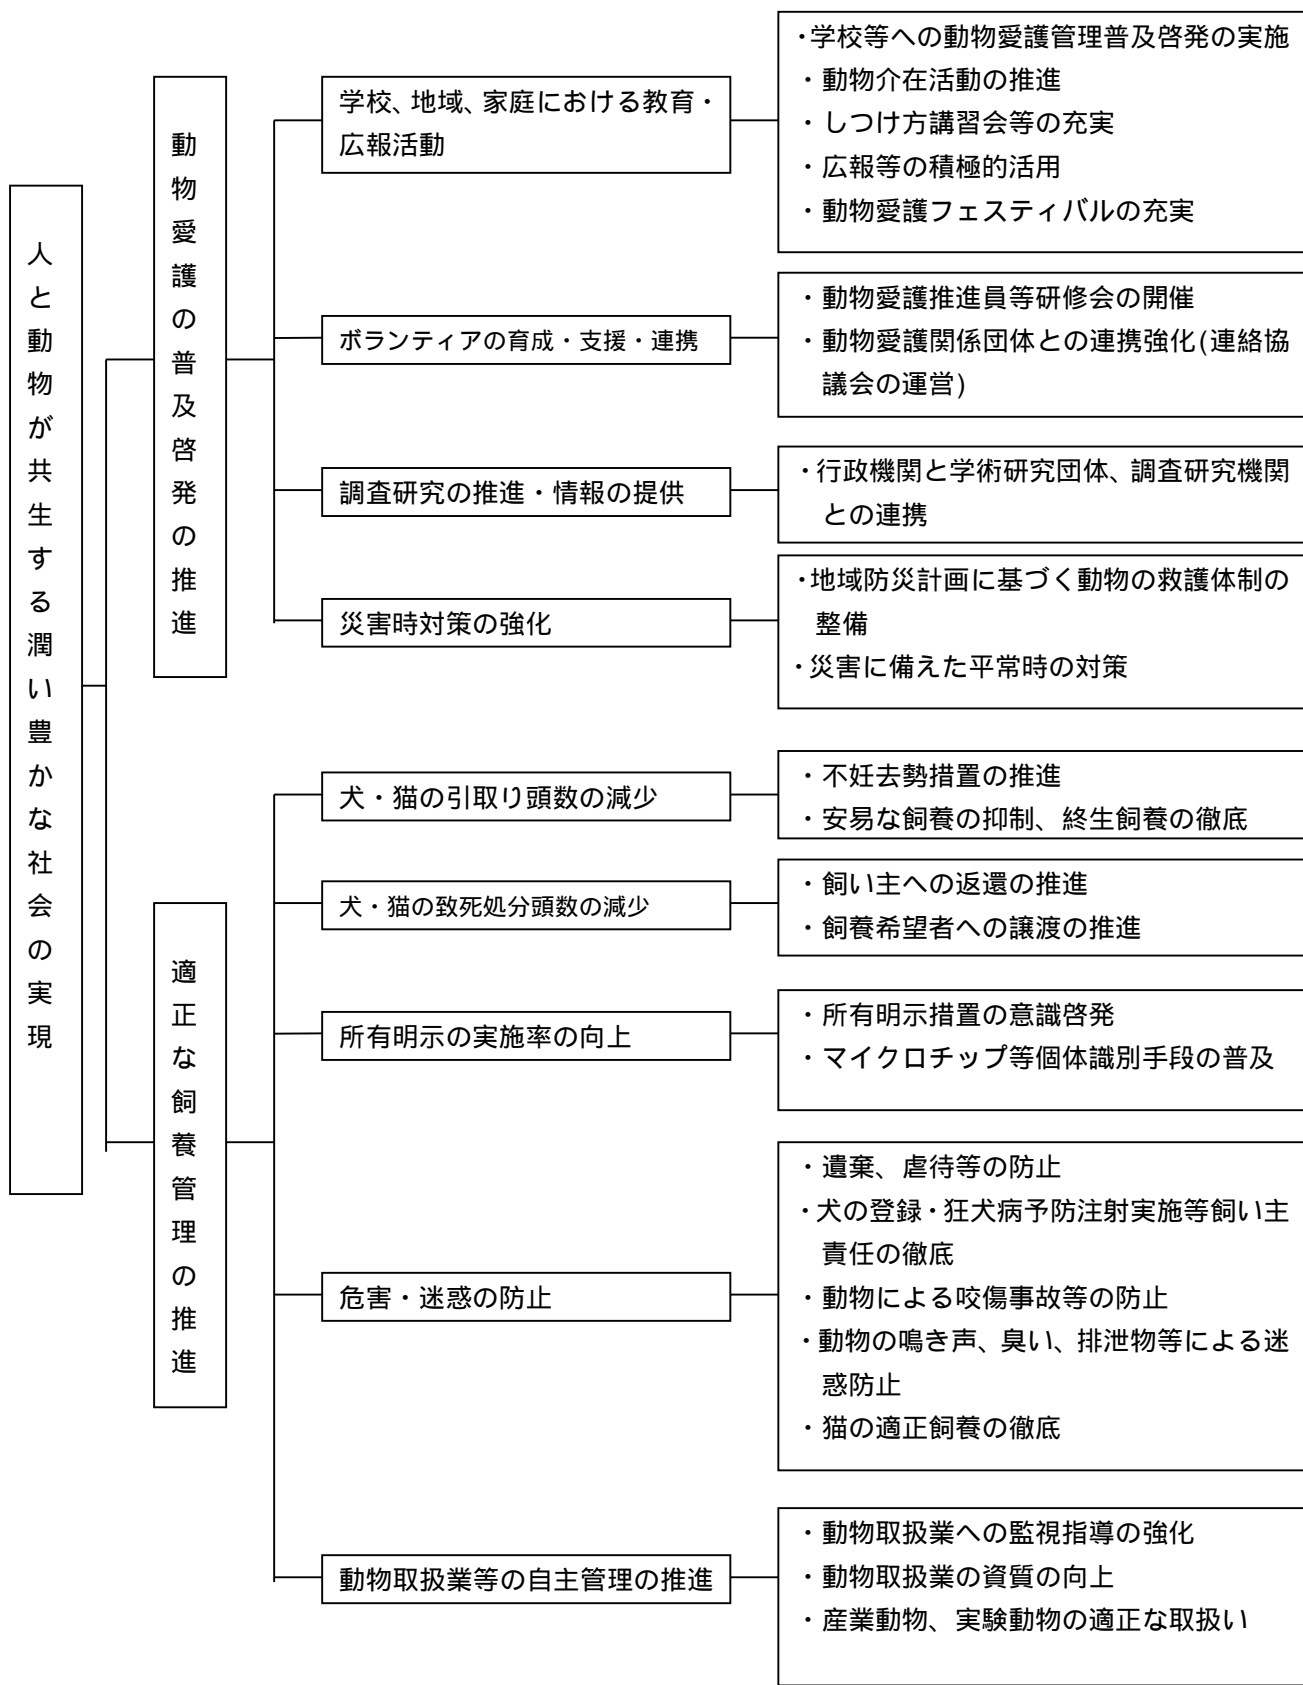 人と動物が共生する潤い豊かな社会の実現
動物愛護の普及啓発の推進
学校、地域、家庭における教育・
広報活動
・学校等への動物愛護管理普及啓発の実施
・動物介在活動の推進
・しつけ方講習会等の充実
・広報等の積極的活用
・動物愛護フェスティバルの充実
ボランティアの育成・支援・連携
・動物愛護推進員等研修会の開催
・動物愛護関係団体との連携強化(連絡協
議会の運営)
調査研究の推進・情報の提供
・行政機関と学術研究団体、調査研究機関
との連携
災害時対策の強化
・地域防災計画に基づく動物の救護体制の
整備
・災害に備えた平常時の対策
適正な飼養管理の推進
犬・猫の引取り頭数の減少
・不妊去勢措置の推進
・安易な飼養の抑制、終生飼養の徹底
犬・猫の致死処分頭数の減少
・飼い主への返還の推進
・飼養希望者への譲渡の推進
所有明示の実施率の向上
・所有明示措置の意識啓発
・マイクロチップ等個体識別手段の普及
危害・迷惑の防止
・遺棄、虐待等の防止
・犬の登録・狂犬病予防注射実施等飼い主
責任の徹底
・動物による咬傷事故等の防止
・動物の鳴き声、臭い、排泄物等による迷
惑防止
・猫の適正飼養の徹底
動物取扱業等の自主管理の推進
・動物取扱業への監視指導の強化
・動物取扱業の資質の向上
・産業動物、実験動物の適正な取扱い